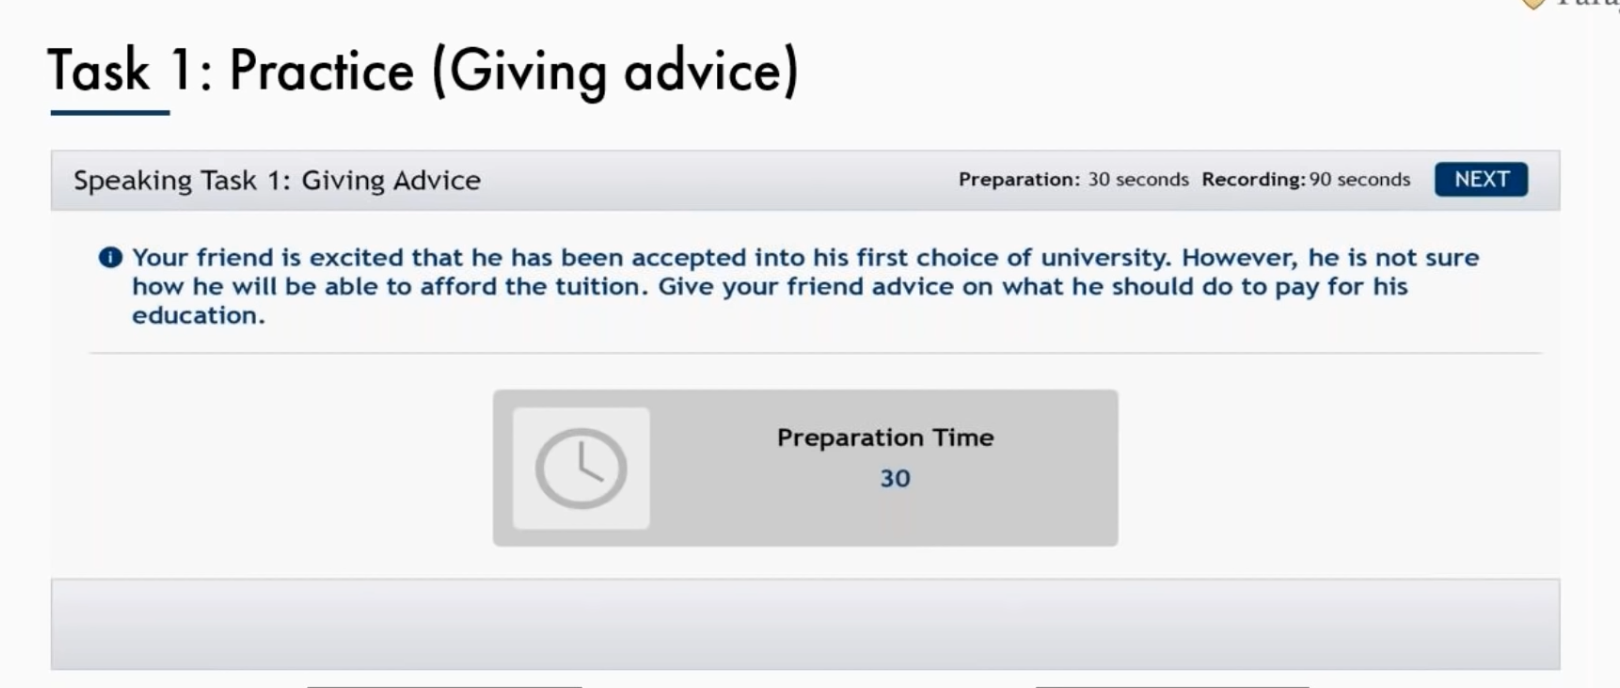 Task 1: Practice (Giving advice)
Speaking Task 1: Giving Advice
Preparation: 30 seconds Recording: 90 seconds
NEXT
Your friend is excited that he has been accepted into his first choice of university. However, he is not sure
how he will be able to afford the tuition. Give your friend advice on what he should do to pay for his
education.
Preparation Time
30